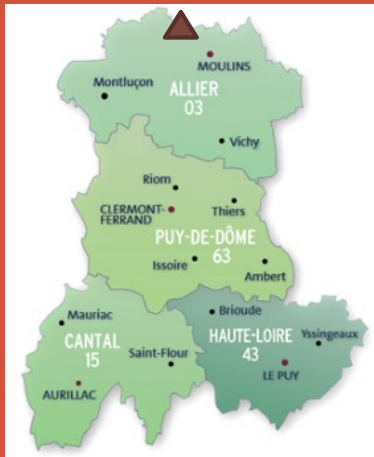 MOULINS
Montluçon
ALLIER
03
Vichy
Riom
CLERMONT-
FERRAND
Thiers
PUY-DE-DÔME
63
Issoire
Ambert
Mauriac
CANTAL
15
Saint-Flour
AURILLAC
Brioude
HAUTE-LOIRE
43
Yssingeaux
LE PUY